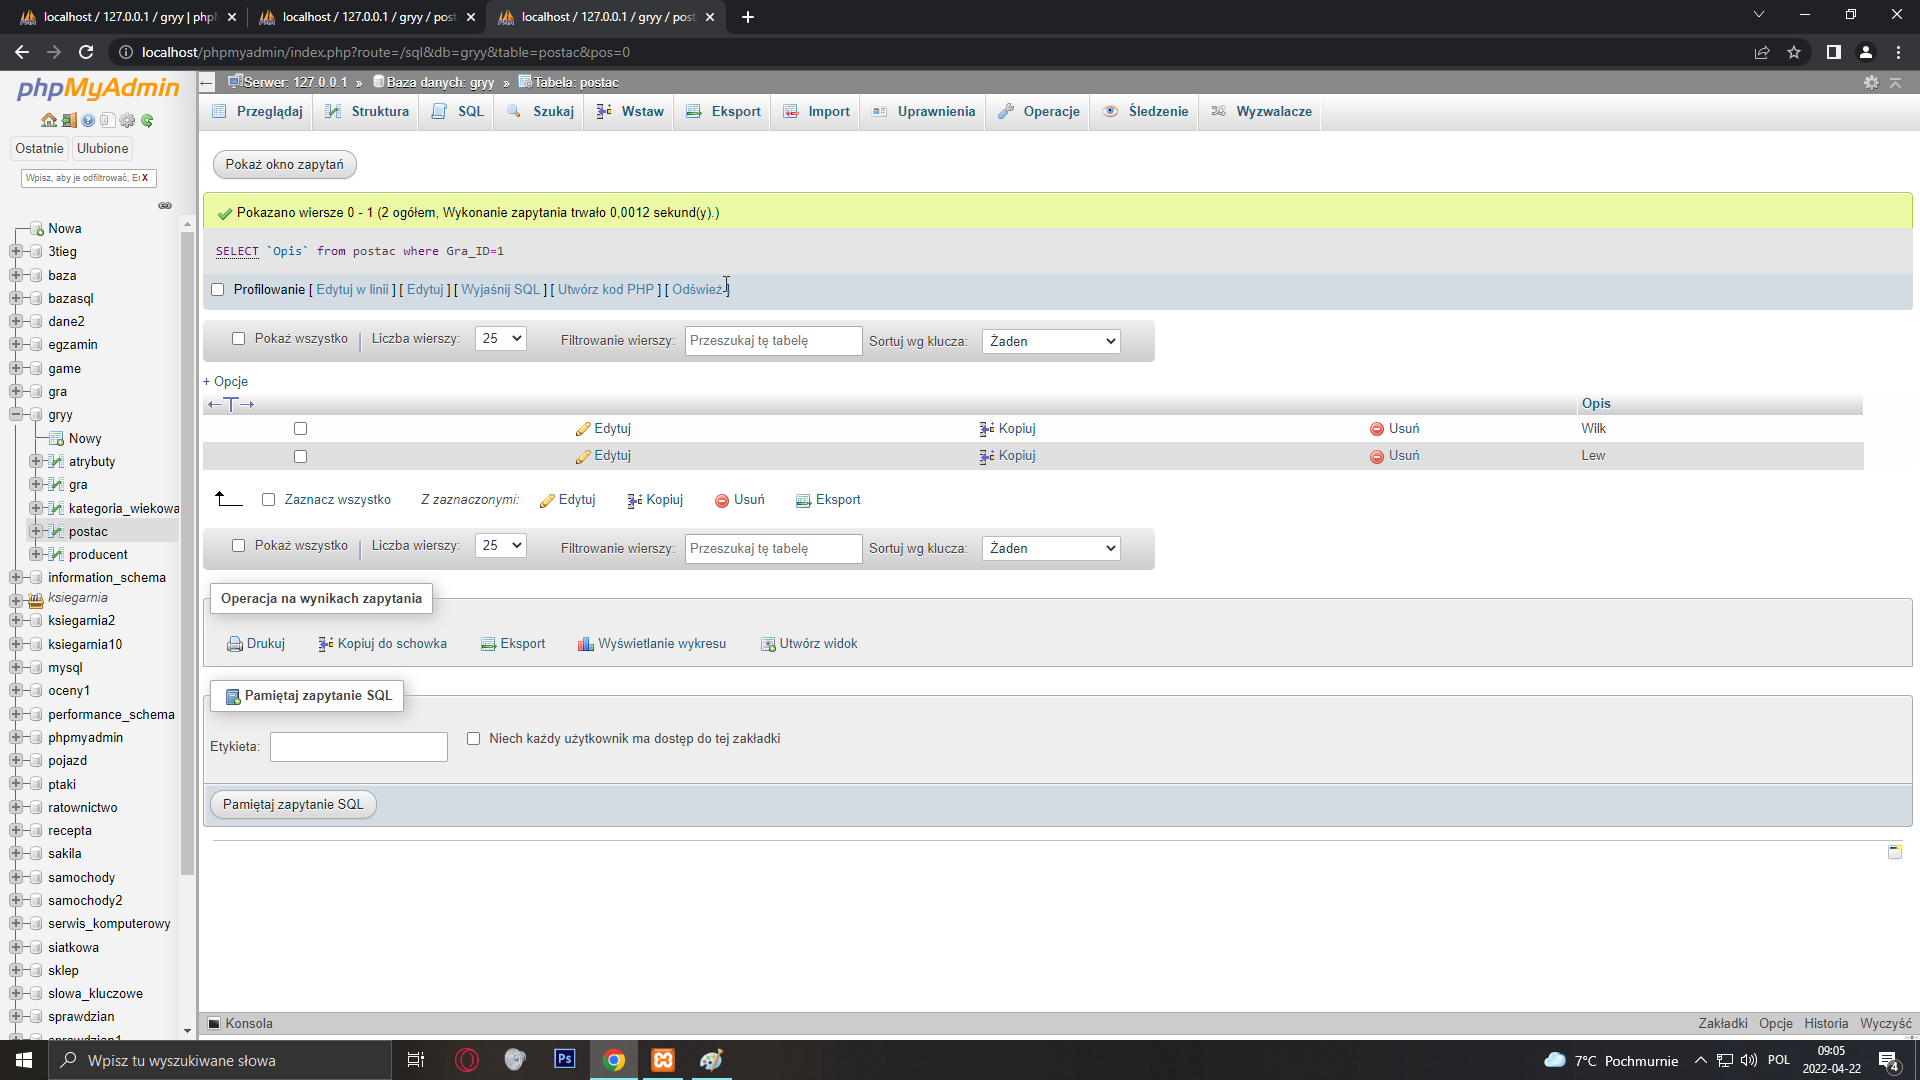 localhost / 127.0.0.1 / gryy | phpM
localhost / 127.0.0.1 / gryy / post
localhost / 127.0.0.1 / gryy / post
localhost/phpmyadmin/index.php?route=/sql&db=gryy&table=postac&pos=0
phpMyAdmin
Ostatnie
Ulubione
Wpisz, aby je odfiltrować, En
X
Nowa
3tieg
baza
bazasql
dane2
egzamin
game
gra
gryy
Nowy
atrybuty
gra
kategoria_wiekowa
postac
producent
information_schema
ksiegarnia
ksiegarnia2
ksiegarnia10
mysql
oceny1
performance_schema
phpmyadmin
pojazd
ptaki
ratownictwo
recepta
sakila
samochody
samochody2
serwis_komputerowy
siatkowa
sklep
slowa_kluczowe
sprawdzian
sprawdzian1
Serwer: 127.0.0.1 » Baza danych: gryy » Tabela: postac
Przeglądaj Struktura SQL Szukaj Wstaw Eksport Import Uprawnienia Operacje Śledzenie Wyzwalacze
Pokaż okno zapytań
Pokazano wiersze 0 - 1 (2 ogółem, Wykonanie zapytania trwało 0,0012 sekund(y).)
SELECT `Opis` from postac where Gra_ID=1
Profilowanie [ Edytuj w linii ] [ Edytuj ] [ Wyjaśnij SQL ] [ Utwórz kod PHP ] [ Odśwież ]
Pokaż wszystko Liczba wierszy: 25 Filtrowanie wierszy: Przeszukaj tę tabelę Sortuj wg klucza: Żaden
+ Opcje
←T→ Opis
Edytuj Kopiuj Usuń Wilk
Edytuj Kopiuj Usuń Lew
Zaznacz wszystko Z zaznaczonymi: Edytuj Kopiuj Usuń Eksport
Pokaż wszystko Liczba wierszy: 25 Filtrowanie wierszy: Przeszukaj tę tabelę Sortuj wg klucza: Żaden
Operacja na wynikach zapytania
Drukuj Kopiuj do schowka Eksport Wyświetlanie wykresu Utwórz widok
Pamiętaj zapytanie SQL
Etykieta: Niech każdy użytkownik ma dostęp do tej zakładki
Pamiętaj zapytanie SQL
Konsola Zakładki Opcje Historia Wyczyść
Wpisz tu wyszukiwane słowa
Ps
7°C Pochmurnie
POL
09:05
2022-04-22
4